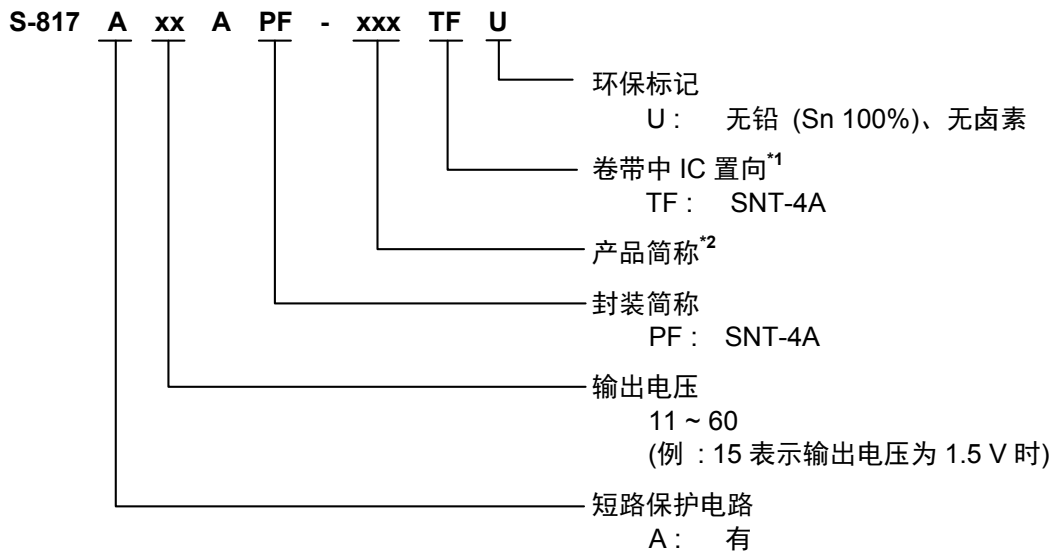 S-817 A xx A PF - xxx TF U
环保标记
U : 无铅 (Sn 100%)、无卤素
卷带中 IC 置向*1
TF : SNT-4A
产品简称*2
封装简称
PF : SNT-4A
输出电压
11 ~ 60
(例 : 15 表示输出电压为 1.5 V 时)
短路保护电路
A : 有